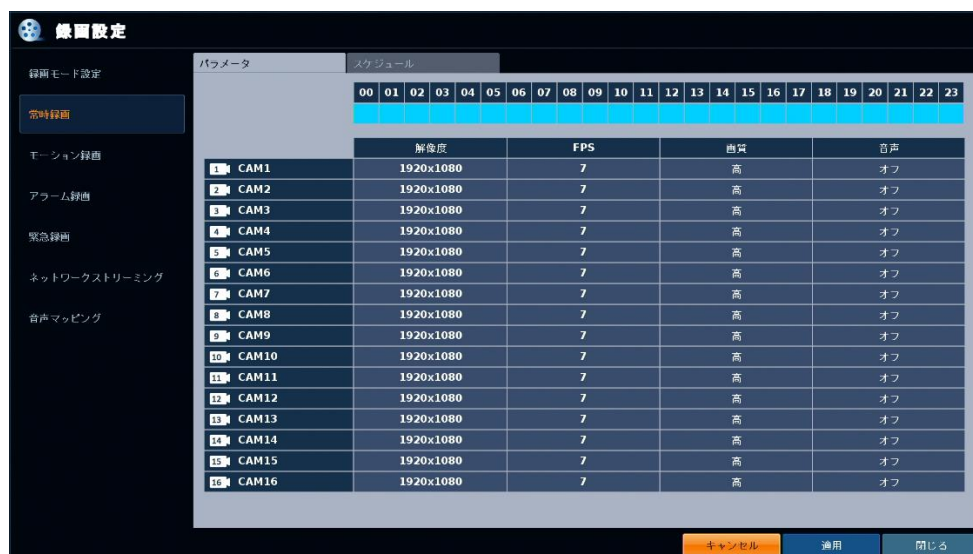 録画設定
録画モード設定
常時録画
モーション録画
アラーム録画
緊急録画
ネットワークストリーミング
音声マッピング
パラメータ スケジュール
00 01 02 03 04 05 06 07 08 09 10 11 12 13 14 15 16 17 18 19 20 21 22 23
解像度 FPS 画質 音声
1 CAM1 1920x1080 7 高 オフ
2 CAM2 1920x1080 7 高 オフ
3 CAM3 1920x1080 7 高 オフ
4 CAM4 1920x1080 7 高 オフ
5 CAM5 1920x1080 7 高 オフ
6 CAM6 1920x1080 7 高 オフ
7 CAM7 1920x1080 7 高 オフ
8 CAM8 1920x1080 7 高 オフ
9 CAM9 1920x1080 7 高 オフ
10 CAM10 1920x1080 7 高 オフ
11 CAM11 1920x1080 7 高 オフ
12 CAM12 1920x1080 7 高 オフ
13 CAM13 1920x1080 7 高 オフ
14 CAM14 1920x1080 7 高 オフ
15 CAM15 1920x1080 7 高 オフ
16 CAM16 1920x1080 7 高 オフ
キャンセル 適用 閉じる